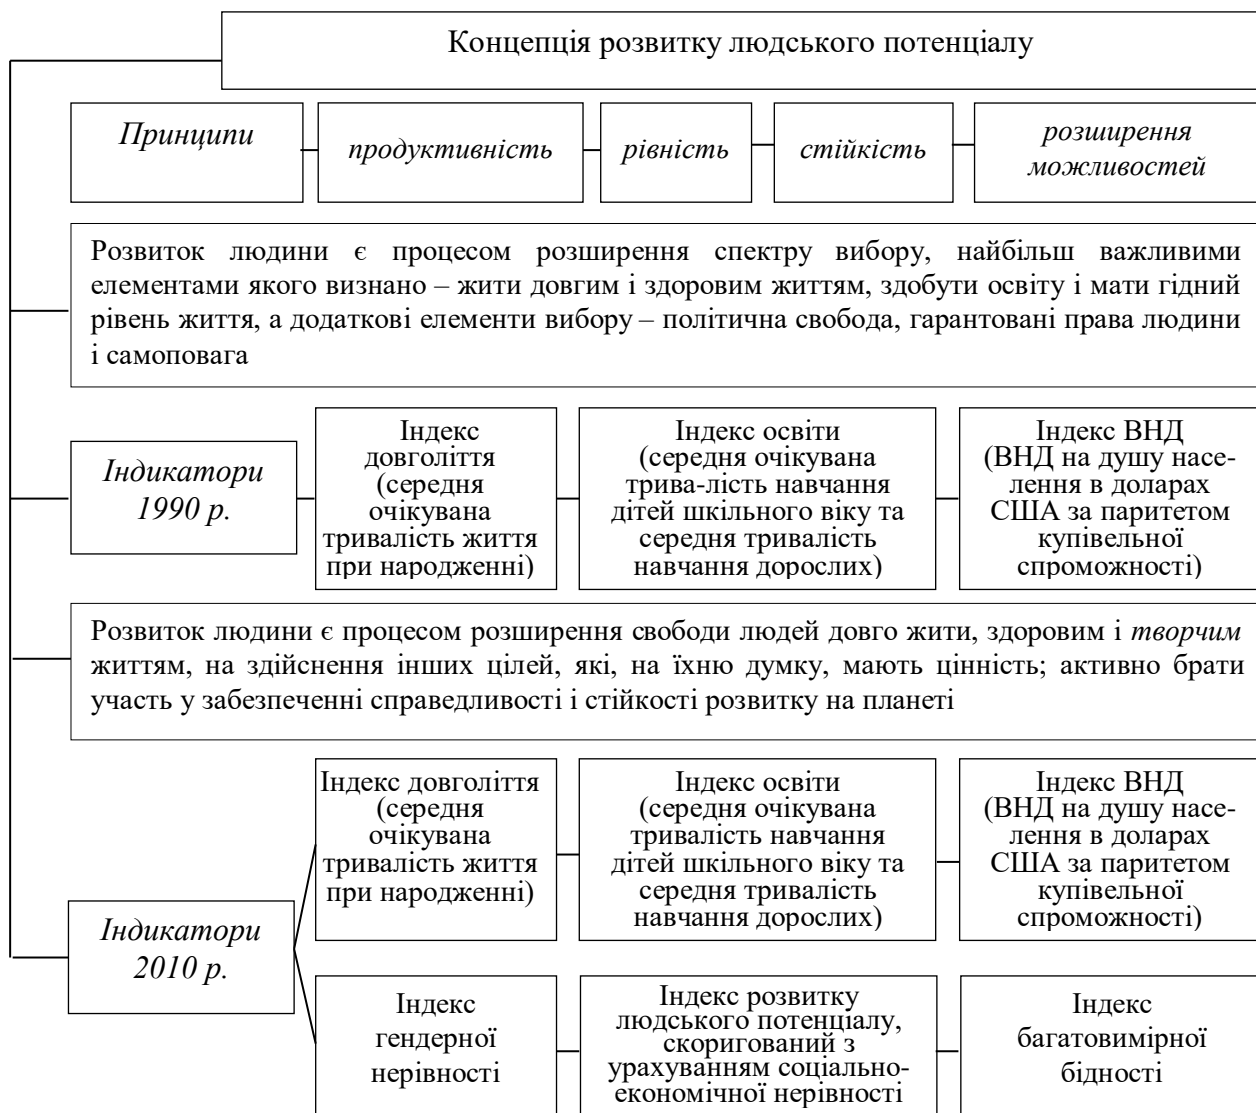 Концепція розвитку людського потенціалу
Принципи
продуктивність
рівність
стійкість
розширення
можливостей
Розвиток людини є процесом розширення спектру вибору, найбільш важливими
елементами якого визнано – жити довгим і здоровим життям, здобути освіту і мати гідний
рівень життя, а додаткові елементи вибору – політична свобода, гарантовані права людини
і самоповага
Індикатори
1990 р.
Індекс
довголіття
(середня
очікувана
тривалість життя
при народженні)
Індекс освіти
(середня очікувана
трива-лість навчання
дітей шкільного віку та
середня тривалість
навчання дорослих)
Індекс ВНД
(ВНД на душу насе-
лення в доларах
США за паритетом
купівельної
спроможності)
Розвиток людини є процесом розширення свободи людей довго жити, здоровим і творчим
життям, на здійснення інших цілей, які, на їхню думку, мають цінність; активно брати
участь у забезпеченні справедливості і стійкості розвитку на планеті
Індикатори
2010 р.
Індекс довголіття
(середня
очікувана
тривалість життя
при народженні)
Індекс освіти
(середня очікувана
тривалість навчання
дітей шкільного віку та
середня тривалість
навчання дорослих)
Індекс ВНД
(ВНД на душу насе-
лення в доларах
США за паритетом
купівельної
спроможності)
Індекс
гендерної
нерівності
Індекс розвитку
людського потенціалу,
скоригований з
урахуванням соціально-
економічної нерівності
Індекс
багатовимірної
бідності